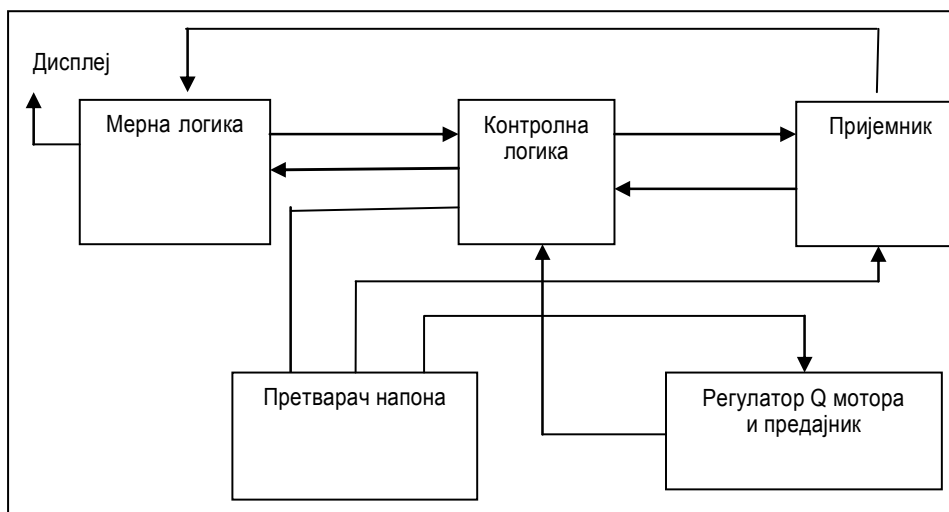 Дисплеј
Мерна логика
Контролна
логика
Пријемник
Претварач напона
Регулатор Q мотора
и предајник